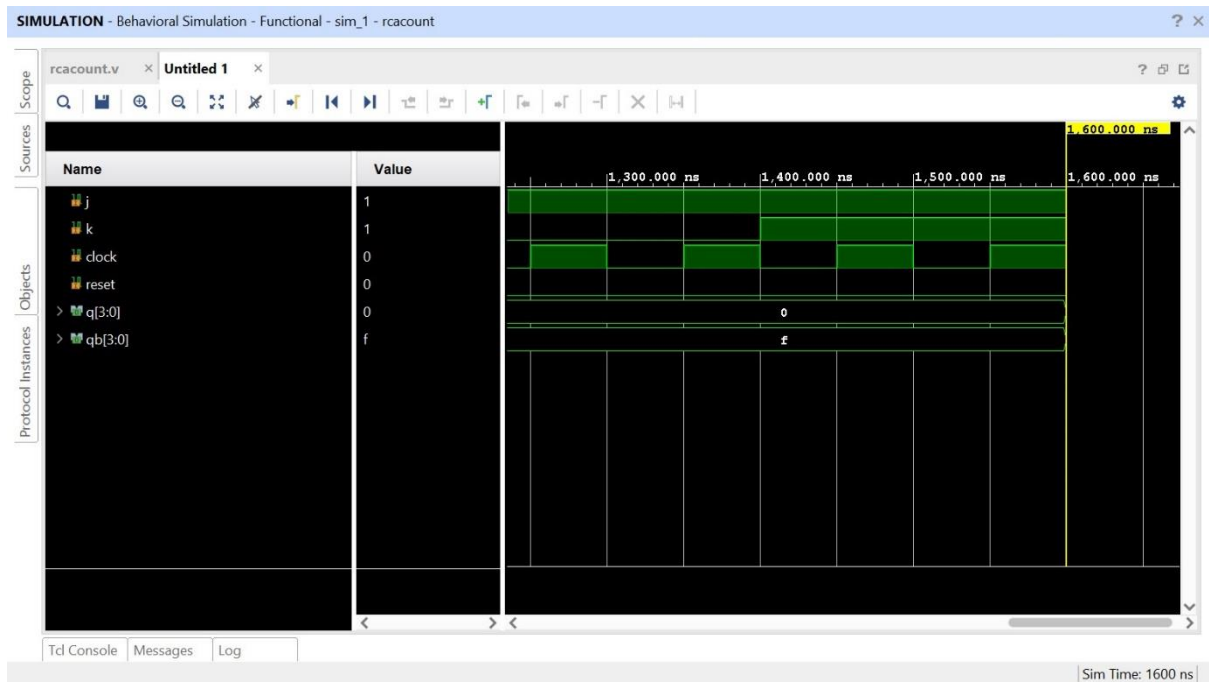 SIMULATION - Behavioral Simulation - Functional - sim_1 - rcacount ? ×
rcacount.v × Untitled 1 × ?
1,600.000 ns
Name Value
1,300.000 ns 1,400.000 ns 1,500.000 ns 1,600.000 ns
j 1
k 1
clock 0
reset 0
q[3:0] 0 0
qb[3:0] f f
Scope
Sources
Objects
Protocol Instances
Tcl Console Messages Log
Sim Time: 1600 ns